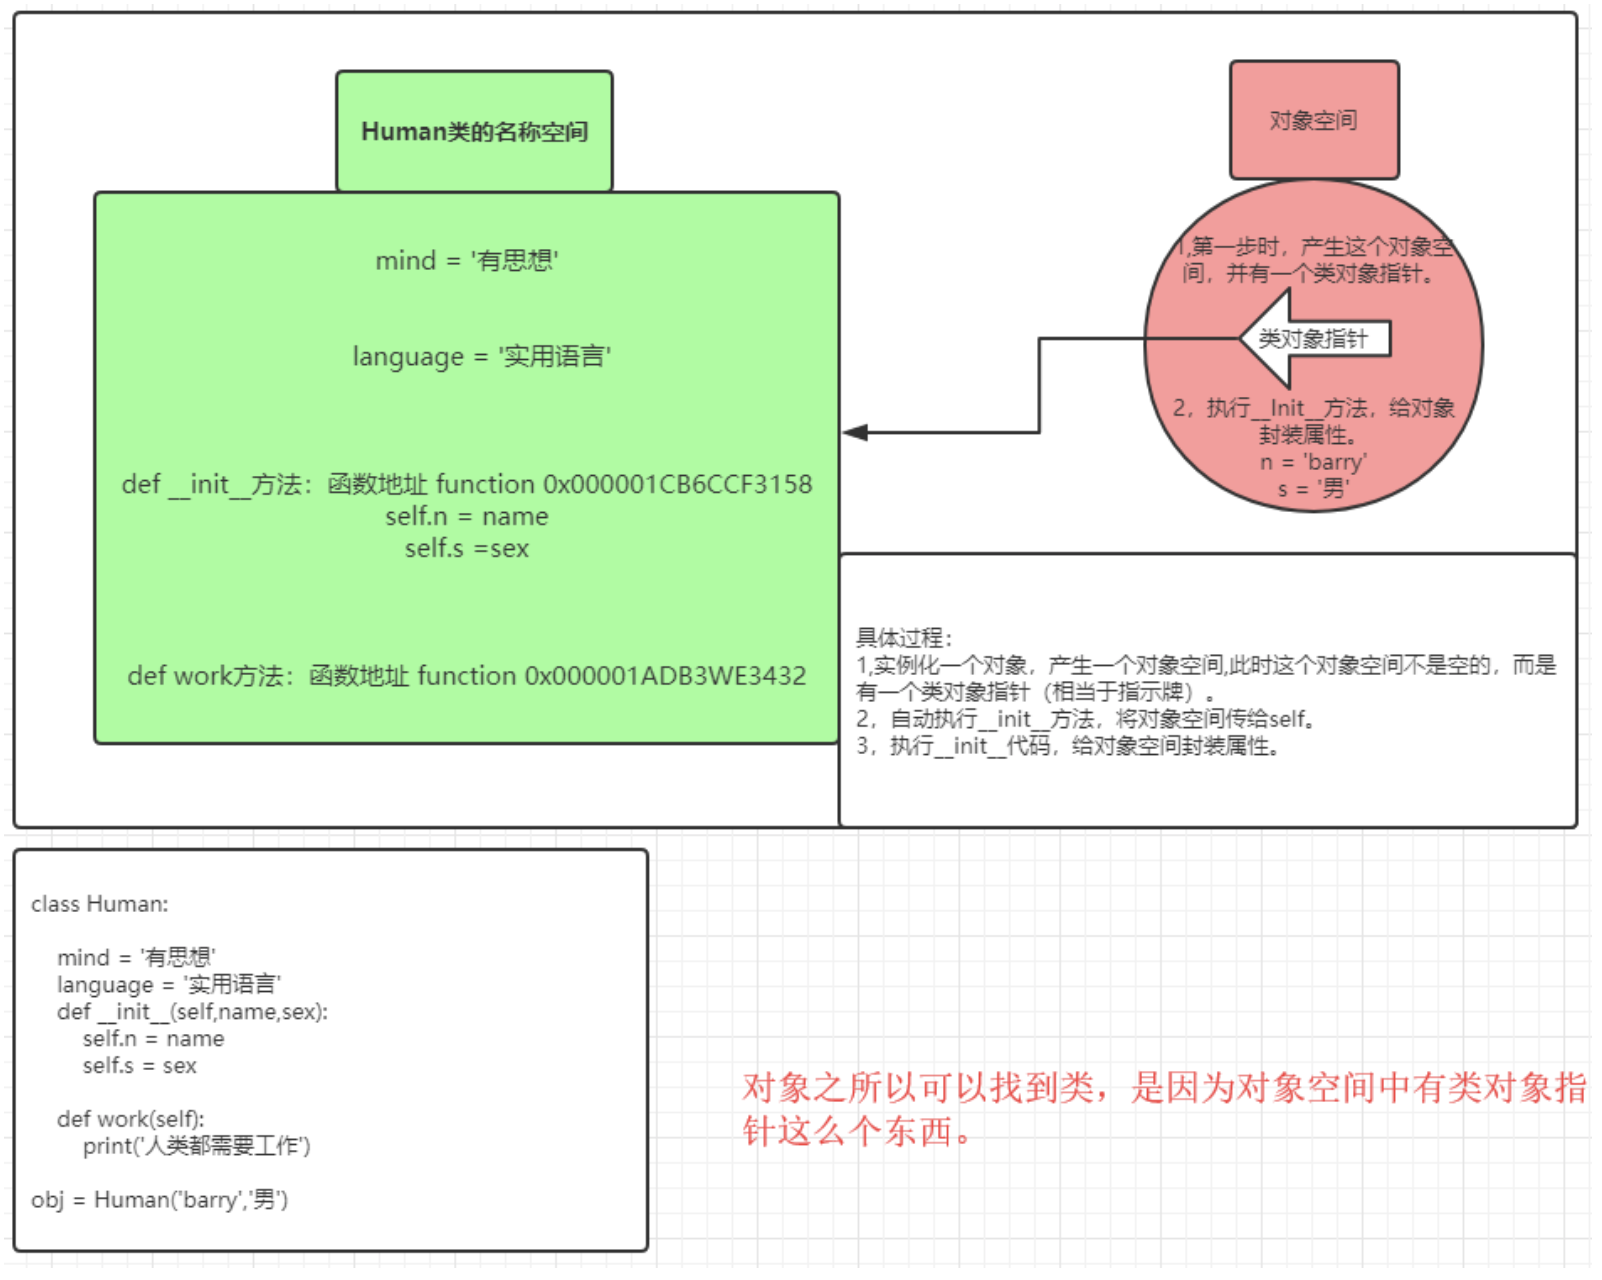 Human类的名称空间
mind = '有思想'
language = '实用语言'
def __init__方法：函数地址 function 0x000001CB6CCF3158
self.n = name
self.s =sex
def work方法：函数地址 function 0x000001ADB3WE3432
对象空间
1,第一步时，产生这个对象空
间，并有一个类对象指针。
类对象指针
2，执行__Init__方法，给对象
封装属性。
n = 'barry'
s = '男'
具体过程：
1,实例化一个对象，产生一个对象空间,此时这个对象空间不是空的，而是
有一个类对象指针（相当于指示牌）。
2，自动执行__init__方法，将对象空间传给self。
3，执行__init__代码，给对象空间封装属性。
class Human:
mind = '有思想'
language = '实用语言'
def __init__(self,name,sex):
self.n = name
self.s = sex
def work(self):
print('人类都需要工作')
obj = Human('barry','男')
对象之所以可以找到类，是因为对象空间中有类对象指
针这么个东西。